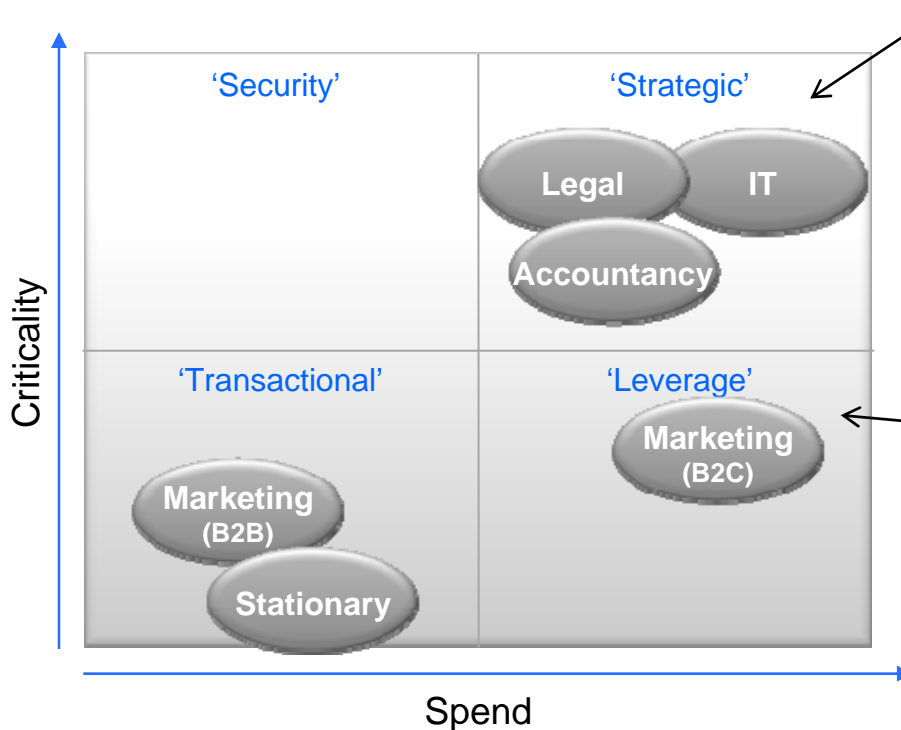 ‘Security’
‘Strategic’
Legal
IT
Accountancy
Criticality
‘Transactional’
‘Leverage’
Marketing
(B2C)
Marketing
(B2B)
Stationary
Spend